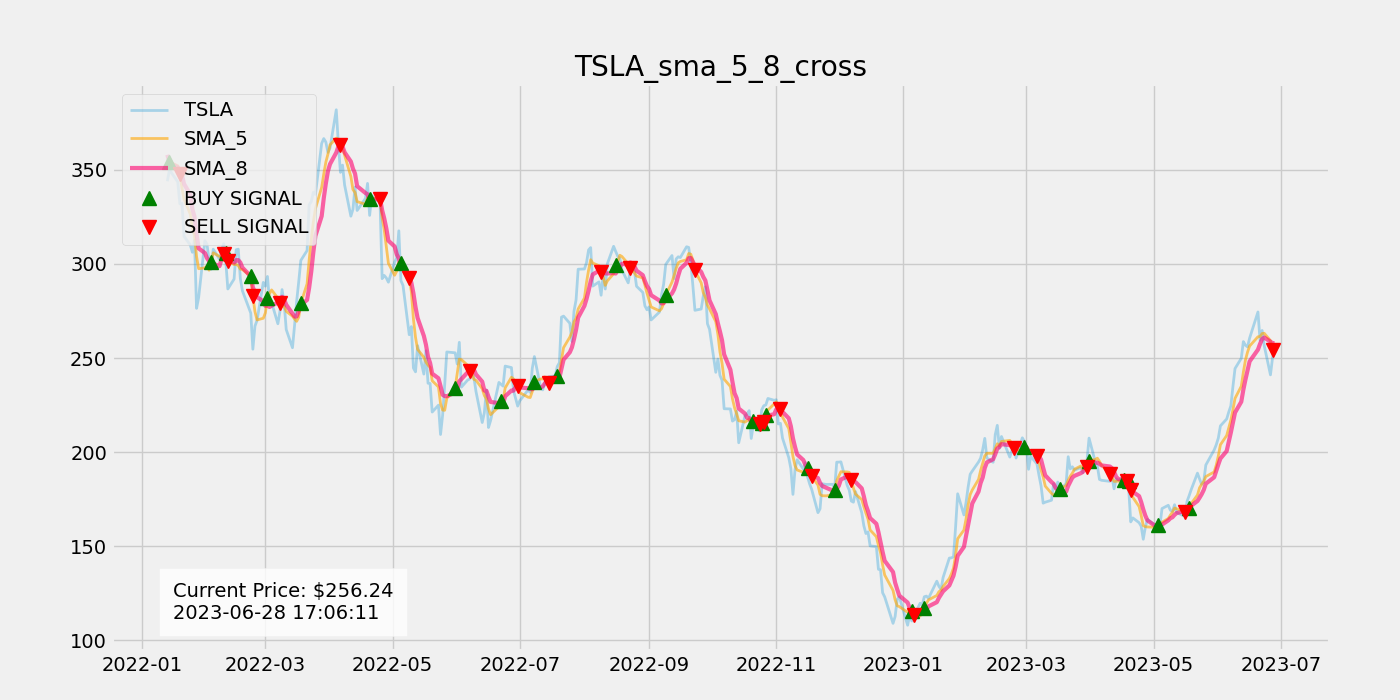 TSLA_sma_5_8_cross
TSLA
SMA_5
SMA_8
BUY SIGNAL
SELL SIGNAL
350
300
250
200
150
100
Current Price: $256.24
2023-06-28 17:06:11
2022-01 2022-03 2022-05 2022-07 2022-09 2022-11 2023-01 2023-03 2023-05 2023-07